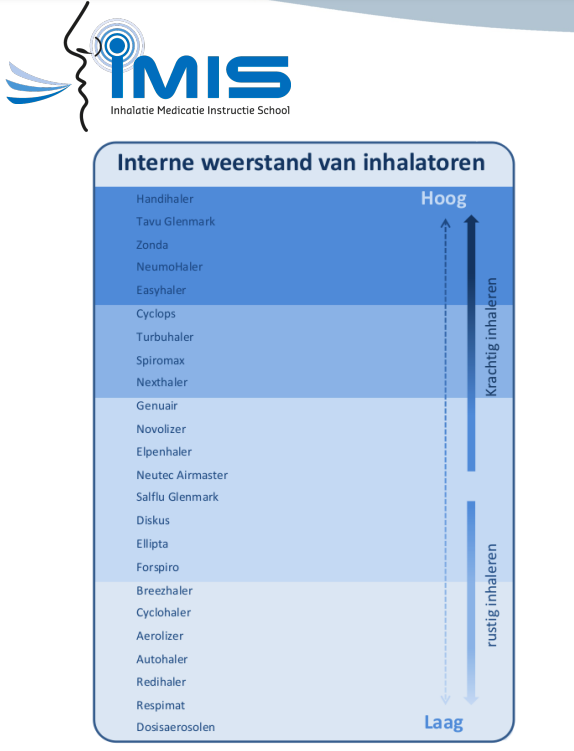 iMIS
Inhalatie Medicatie Instructie School
Interne weerstand van inhalatoren
Hoog
Handihaler
Tavu Glenmark
Zonda
NeumoHaler
Easyhaler
Cyclops
Turbuhaler
Spiromax
Nexthaler
Genuair
Novolizer
Elpenhaler
Neutec Airmaster
Salflu Glenmark
Diskus
Ellipta
Forspiro
Breezhaler
Cyclohaler
Aerolizer
Autohaler
Redihaler
Respimat
Dosisaerosolen
Krachtig inhaleren
rustig inhaleren
Laag